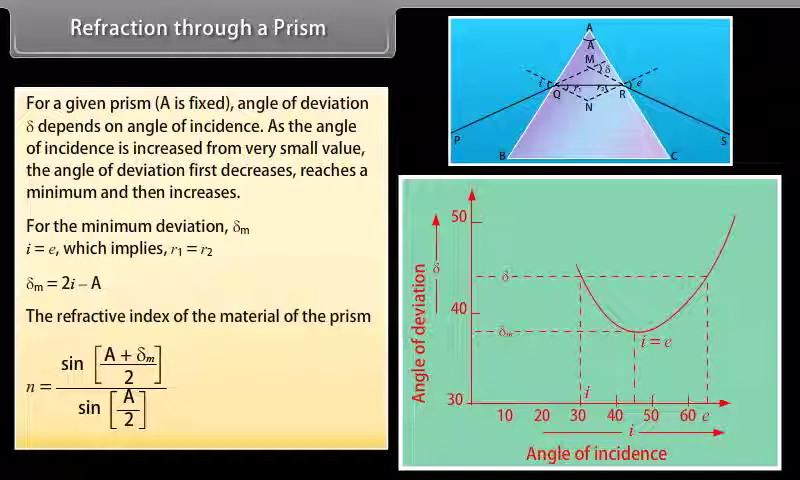 Refraction through a Prism
For a given prism (A is fixed), angle of deviation
δ depends on angle of incidence. As the angle
of incidence is increased from very small value,
the angle of deviation first decreases, reaches a
minimum and then increases.
For the minimum deviation, δm
i = e, which implies, r1 = r2
δm = 2i – A
The refractive index of the material of the prism
n = sin [A + δm / 2] / sin [A / 2]
A
A
M
δ
i
e
Q
r1
r2
R
N
P
S
B
C
50
δ
40
δm
i = e
30
i
10 20 30 40 50 60 e
i
Angle of incidence
Angle of deviation
δ